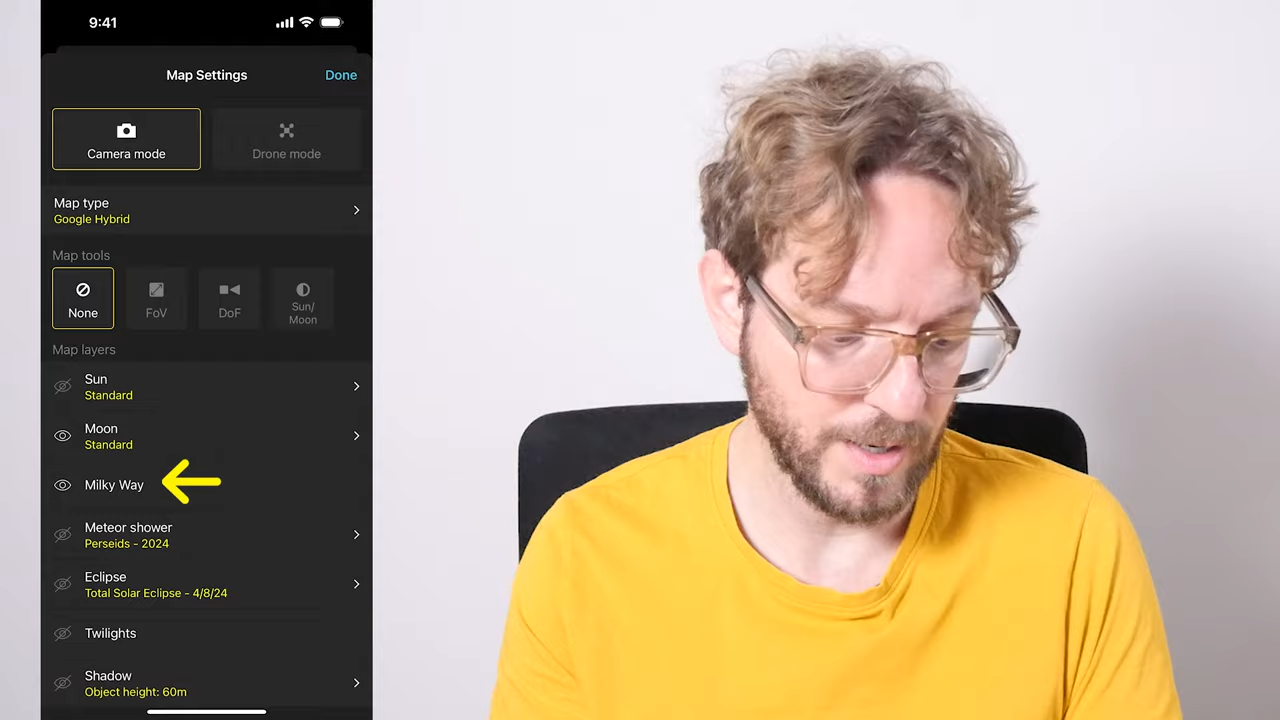 9:41
Map Settings
Done
Camera mode
Drone mode
Map type
Google Hybrid
Map tools
None
FoV
DoF
Sun/
Moon
Map layers
Sun
Standard
Moon
Standard
Milky Way
Meteor shower
Perseids - 2024
Eclipse
Total Solar Eclipse - 4/8/24
Twilights
Shadow
Object height: 60m